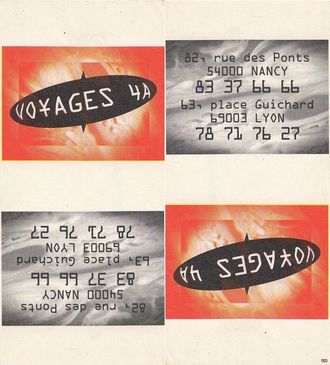 VOYAGES 4A
82, rue des Ponts
54000 NANCY
83 37 66 66
63, place Guichard
69003 LYON
78 71 76 27
82, rue des Ponts
54000 NANCY
83 37 66 66
63, place Guichard
69003 LYON
78 71 76 27
VOYAGES 4A